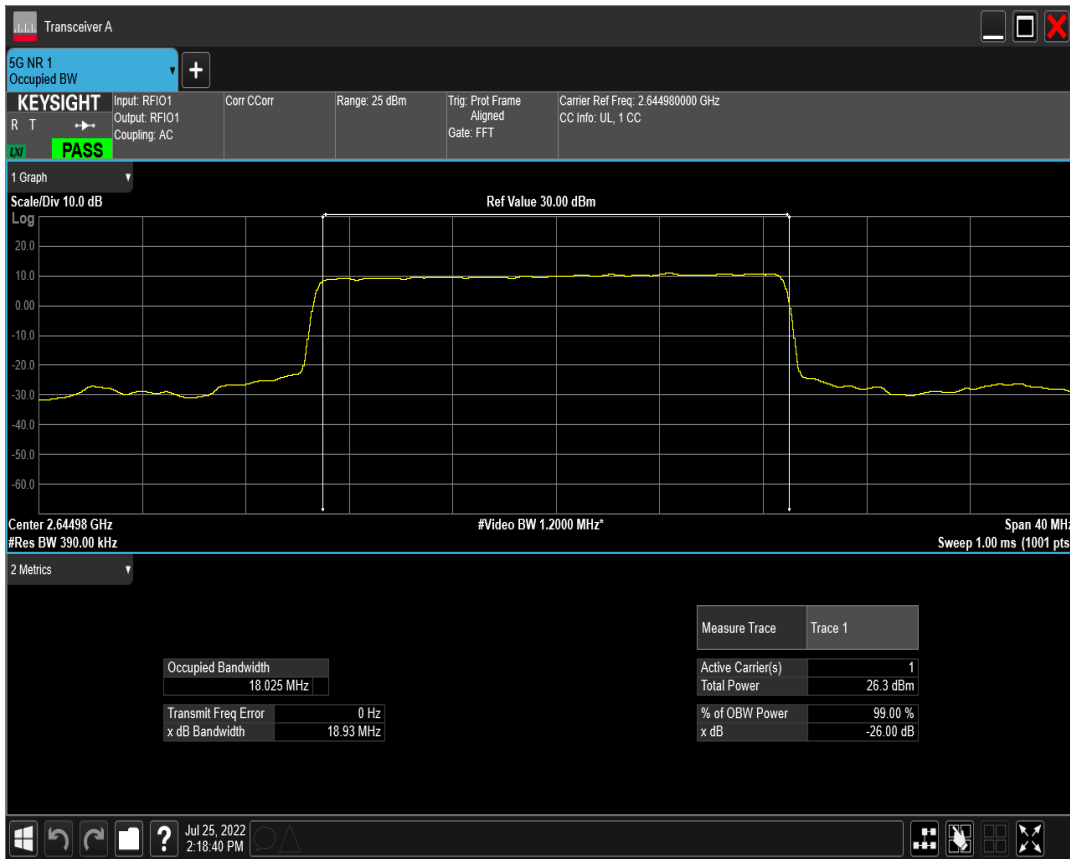 Transceiver A
5G NR 1
Occupied BW
+
KEYSIGHT
R T
LXI
PASS
Input: RFIO1
Output: RFIO1
Coupling: AC
Corr CCorr
Range: 25 dBm
Trig: Prot Frame
Aligned
Gate: FFT
Carrier Ref Freq: 2.644980000 GHz
CC Info: UL, 1 CC
1 Graph
Scale/Div 10.0 dB
Ref Value 30.00 dBm
Log
20.0
10.0
0.00
-10.0
-20.0
-30.0
-40.0
-50.0
-60.0
Center 2.64498 GHz
#Video BW 1.2000 MHz*
Span 40 MHz
#Res BW 390.00 kHz
Sweep 1.00 ms (1001 pts
2 Metrics
Measure Trace Trace 1
Occupied Bandwidth
18.025 MHz
Active Carrier(s) 1
Total Power 26.3 dBm
Transmit Freq Error 0 Hz
x dB Bandwidth 18.93 MHz
% of OBW Power 99.00 %
x dB -26.00 dB
?
Jul 25, 2022
2:18:40 PM